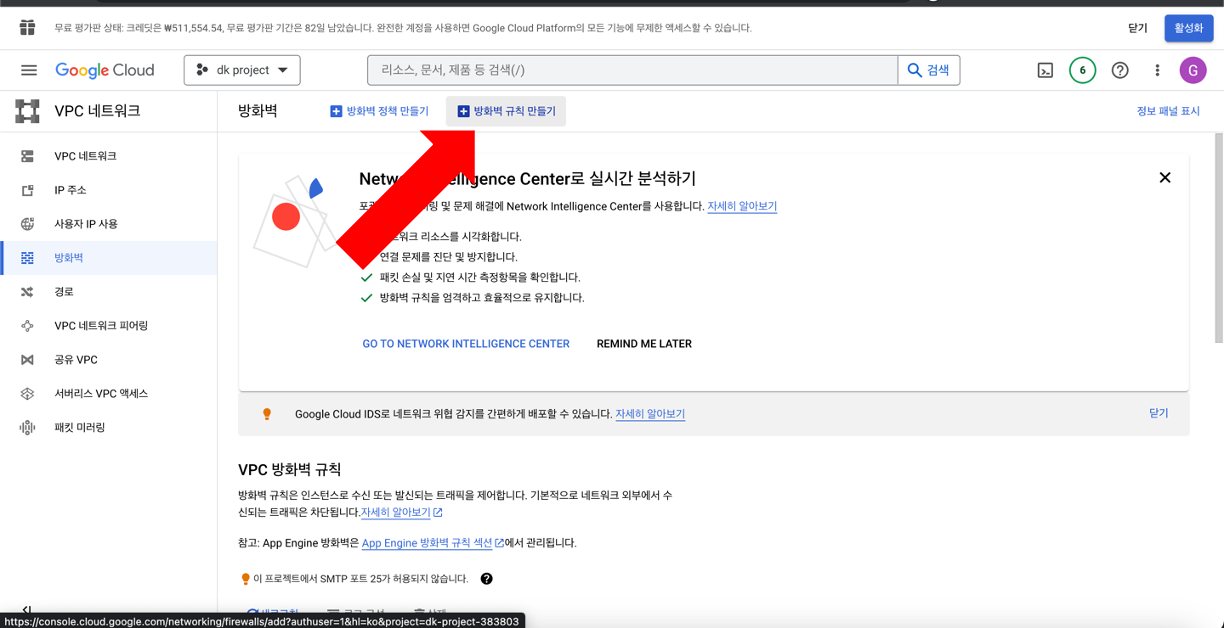 무료 평가판 상태: 크레딧은 ₩511,554.54, 무료 평가판 기간은 82일 남았습니다. 완전한 계정을 사용하면 Google Cloud Platform의 모든 기능에 무제한 액세스할 수 있습니다.
닫기
활성화
Google Cloud
dk project
리소스, 문서, 제품 등 검색(/)
검색
6
G
VPC 네트워크
방화벽
방화벽 정책 만들기
방화벽 규칙 만들기
정보 패널 표시
VPC 네트워크
IP 주소
사용자 IP 사용
방화벽
경로
VPC 네트워크 피어링
공유 VPC
서버리스 VPC 액세스
패킷 미러링
Center로 실시간 분석하기
및 문제 해결에 Network Intelligence Center를 사용합니다. 자세히 알아보기
리소스를 시각화합니다.
연결 문제를 진단 및 방지합니다.
패킷 손실 및 지연 시간 측정항목을 확인합니다.
방화벽 규칙을 엄격하고 효율적으로 유지합니다.
GO TO NETWORK INTELLIGENCE CENTER
REMIND ME LATER
Google Cloud IDS로 네트워크 위협 감지를 간편하게 배포할 수 있습니다. 자세히 알아보기
닫기
VPC 방화벽 규칙
방화벽 규칙은 인스턴스로 수신 또는 발신되는 트래픽을 제어합니다. 기본적으로 네트워크 외부에서 수
신되는 트래픽은 차단됩니다.자세히 알아보기
참고: App Engine 방화벽은 App Engine 방화벽 규칙 섹션에서 관리됩니다.
이 프로젝트에서 SMTP 포트 25가 허용되지 않습니다.
https://console.cloud.google.com/networking/firewalls/add?authuser=1&hl=ko&project=dk-project-383803